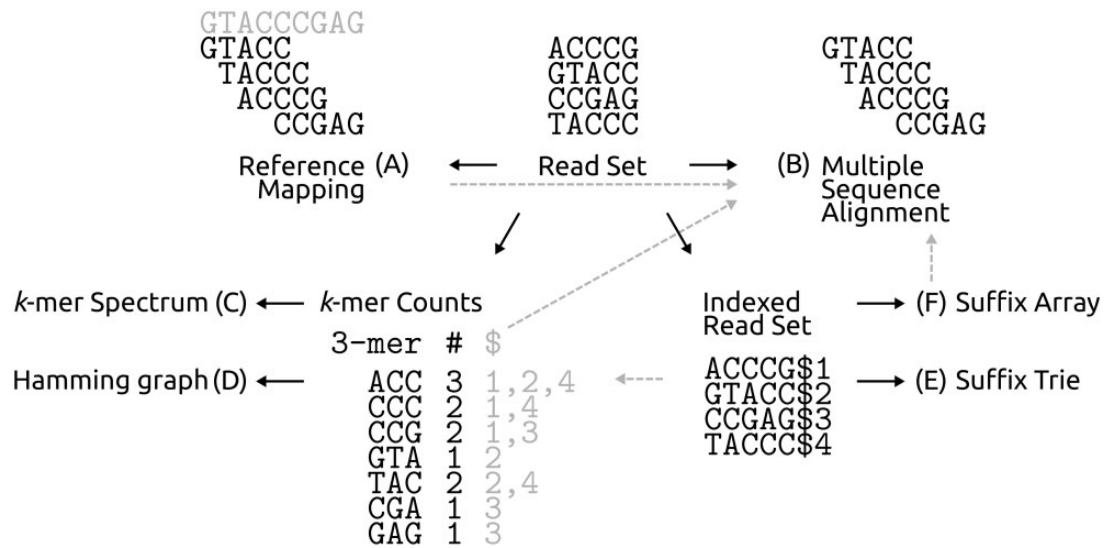 GTACCCGAG
GTACC
TACCC
ACCCG
CCGAG
Reference (A)
Mapping
ACCCG
GTACC
CCGAG
TACCC
Read Set
GTACC
TACCC
ACCCG
CCGAG
(B) Multiple
Sequence
Alignment
k-mer Spectrum (C)
Hamming graph (D)
k-mer Counts
3-mer # $
ACC 3 1,2,4
CCC 2 1,4
CCG 2 1,3
GTA 1 2
TAC 2 2,4
CGA 1 3
GAG 1 3
Indexed
Read Set
ACCCG$1
GTACC$2
CCGAG$3
TACCC$4
(F) Suffix Array
(E) Suffix Trie